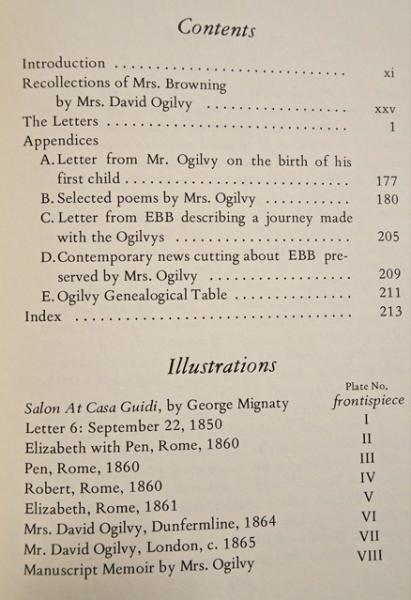 Contents
Introduction .............................. xi
Recollections of Mrs. Browning
by Mrs. David Ogilvy .................. xxv
The Letters ............................... 1
Appendices
A. Letter from Mr. Ogilvy on the birth of his
first child ............................. 177
B. Selected poems by Mrs. Ogilvy ........... 180
C. Letter from EBB describing a journey made
with the Ogilvys ....................... 205
D. Contemporary news cutting about EBB pre-
served by Mrs. Ogilvy .................. 209
E. Ogilvy Genealogical Table ............... 211
Index .................................... 213
Illustrations
Plate No.
Salon At Casa Guidi, by George Mignaty frontispiece
Letter 6: September 22, 1850 I
Elizabeth with Pen, Rome, 1860 II
Pen, Rome, 1860 III
Robert, Rome, 1860 IV
Elizabeth, Rome, 1861 V
Mrs. David Ogilvy, Dunfermline, 1864 VI
Mr. David Ogilvy, London, c. 1865 VII
Manuscript Memoir by Mrs. Ogilvy VIII